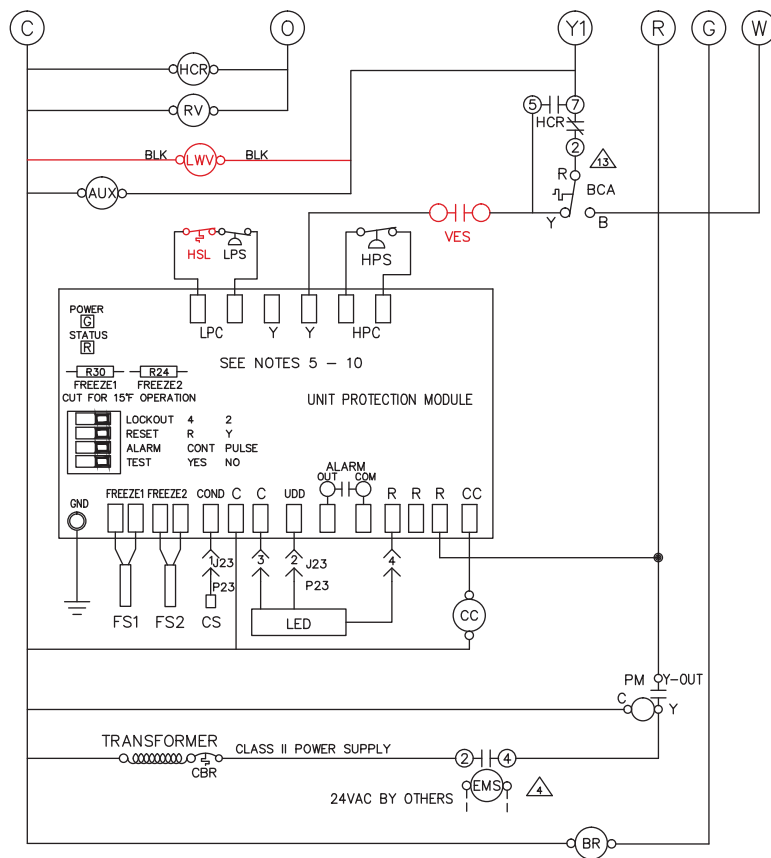 C O Y1 R G W
HCR
RV
5 7
HCR
2
13
BLK LWV BLK
R
BCA
AUX
Y B
VES
HSL LPS
HPS
POWER
G
STATUS
R
LPC Y Y HPC
SEE NOTES 5 - 10
R30 R24
FREEZE1 FREEZE2
CUT FOR 15°F OPERATION
UNIT PROTECTION MODULE
LOCKOUT 4 2
RESET R Y
ALARM CONT PULSE
TEST YES NO
ALARM
OUT COM
GND
FREEZE1 FREEZE2 COND C C UDD R R R CC
1 J23 3 2 J23 4
P23 P23
FS1 FS2 CS LED CC
PM Y-OUT
C Y
TRANSFORMER CLASS II POWER SUPPLY
CBR
2 4
24VAC BY OTHERS EMS 4
BR